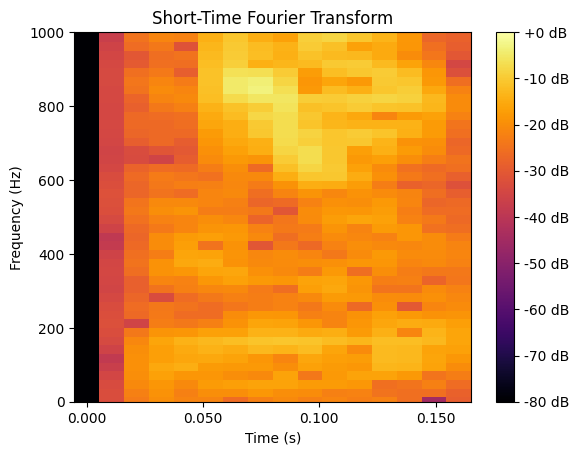 Short-Time Fourier Transform
1000
800
600
400
200
0
Frequency (Hz)
0.000
0.050
0.100
0.150
Time (s)
+0 dB
-10 dB
-20 dB
-30 dB
-40 dB
-50 dB
-60 dB
-70 dB
-80 dB